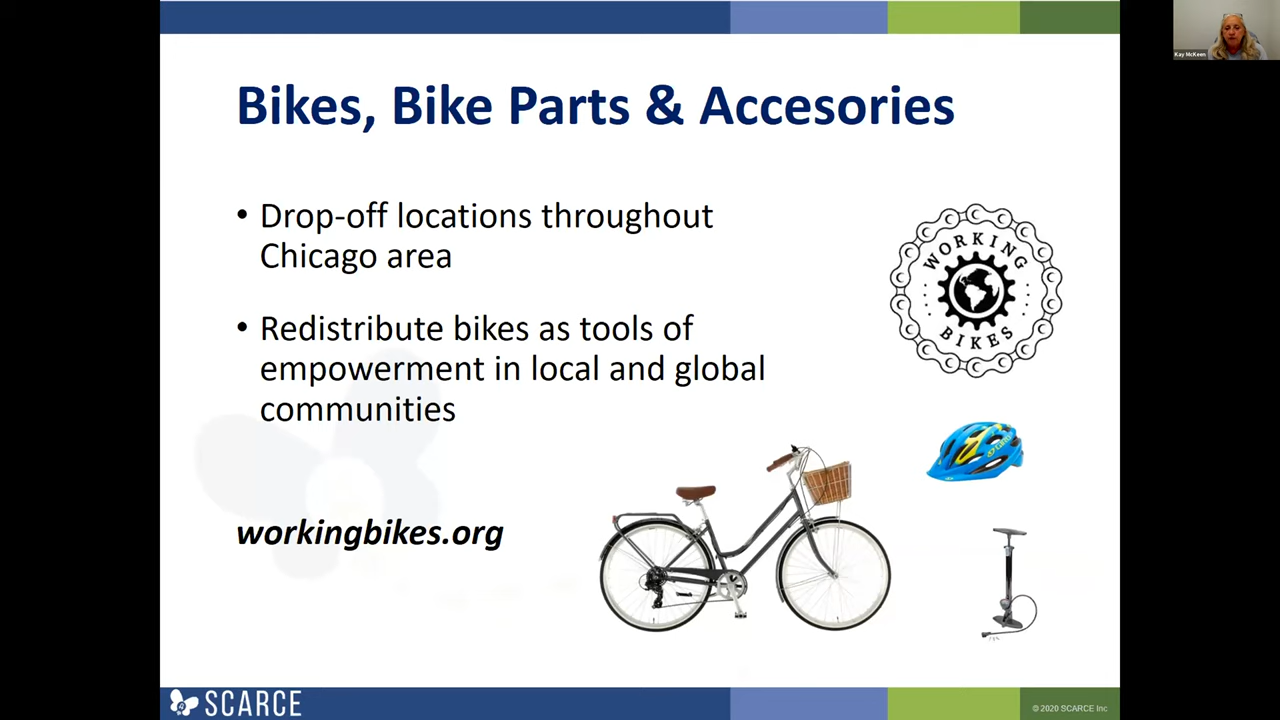 Kay McKeen
Bikes, Bike Parts & Accesories
• Drop-off locations throughout
Chicago area
• Redistribute bikes as tools of
empowerment in local and global
communities
workingbikes.org
WORKING
BIKES
GIRO
SCARCE
© 2020 SCARCE Inc